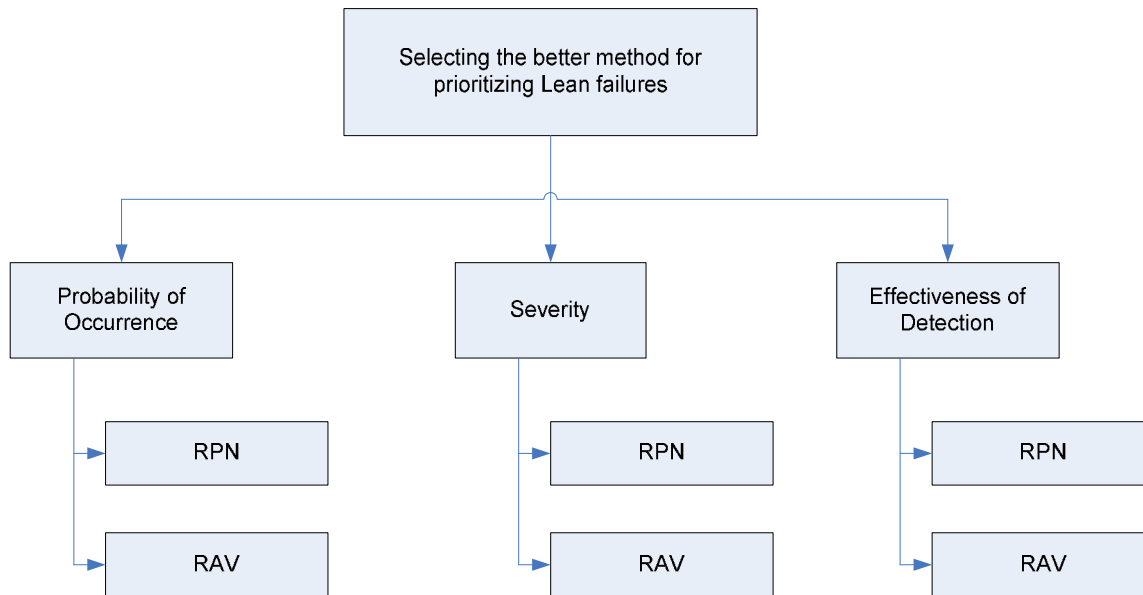 Selecting the better method for
prioritizing Lean failures
Probability of
Occurrence
Severity
Effectiveness of
Detection
RPN
RPN
RPN
RAV
RAV
RAV